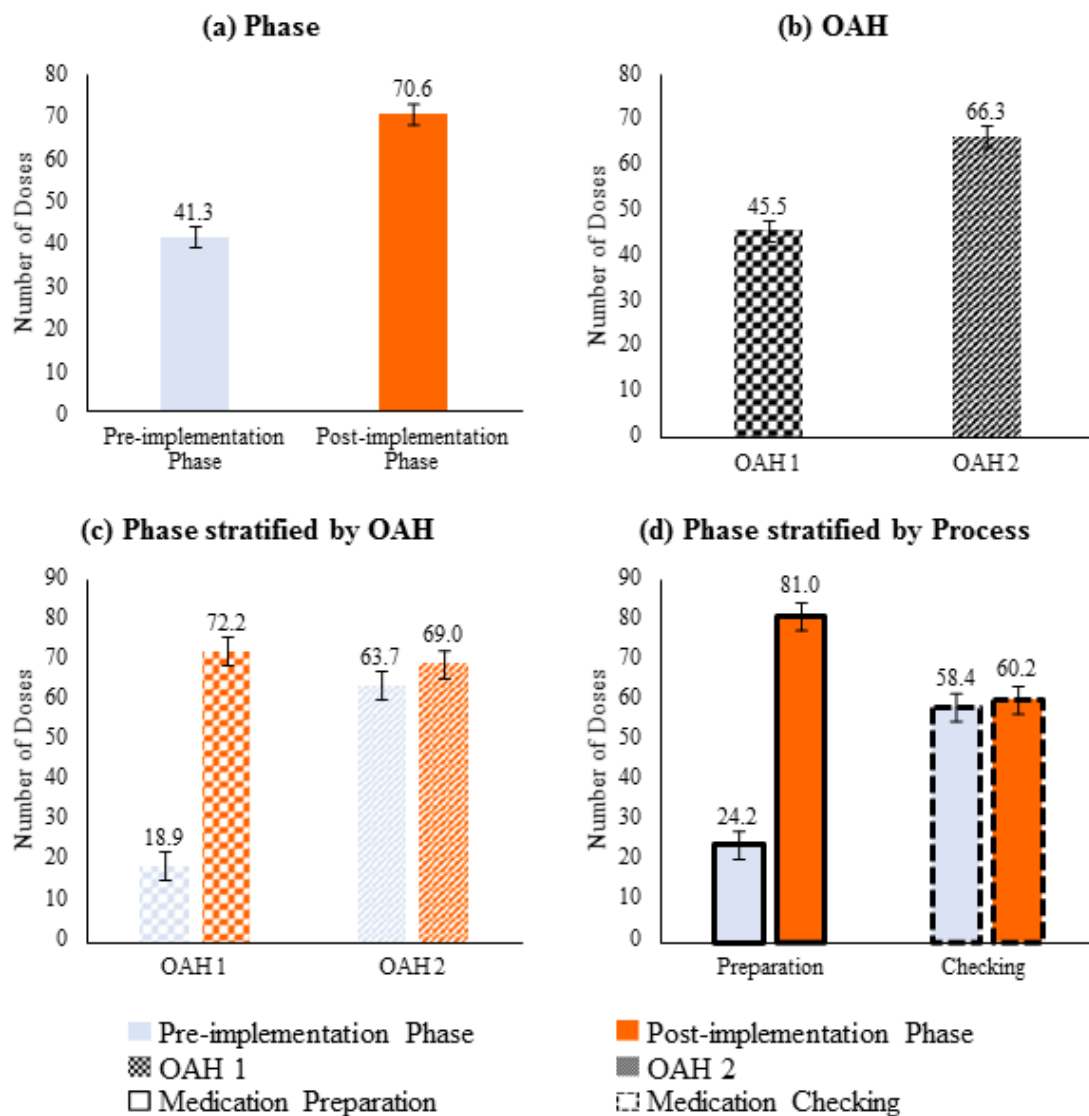 (a) Phase
Number of Doses
80
70
60
50
40
30
20
10
0
41.3
70.6
Pre-implementation
Phase
Post-implementation
Phase
(b) OAH
Number of Doses
80
70
60
50
40
30
20
10
0
45.5
66.3
OAH 1
OAH 2
(c) Phase stratified by OAH
Number of Doses
90
80
70
60
50
40
30
20
10
0
18.9
72.2
63.7
69.0
OAH 1
OAH 2
(d) Phase stratified by Process
Number of Doses
90
80
70
60
50
40
30
20
10
0
24.2
81.0
58.4
60.2
Preparation
Checking
Pre-implementation Phase
Post-implementation Phase
OAH 1
OAH 2
Medication Preparation
Medication Checking